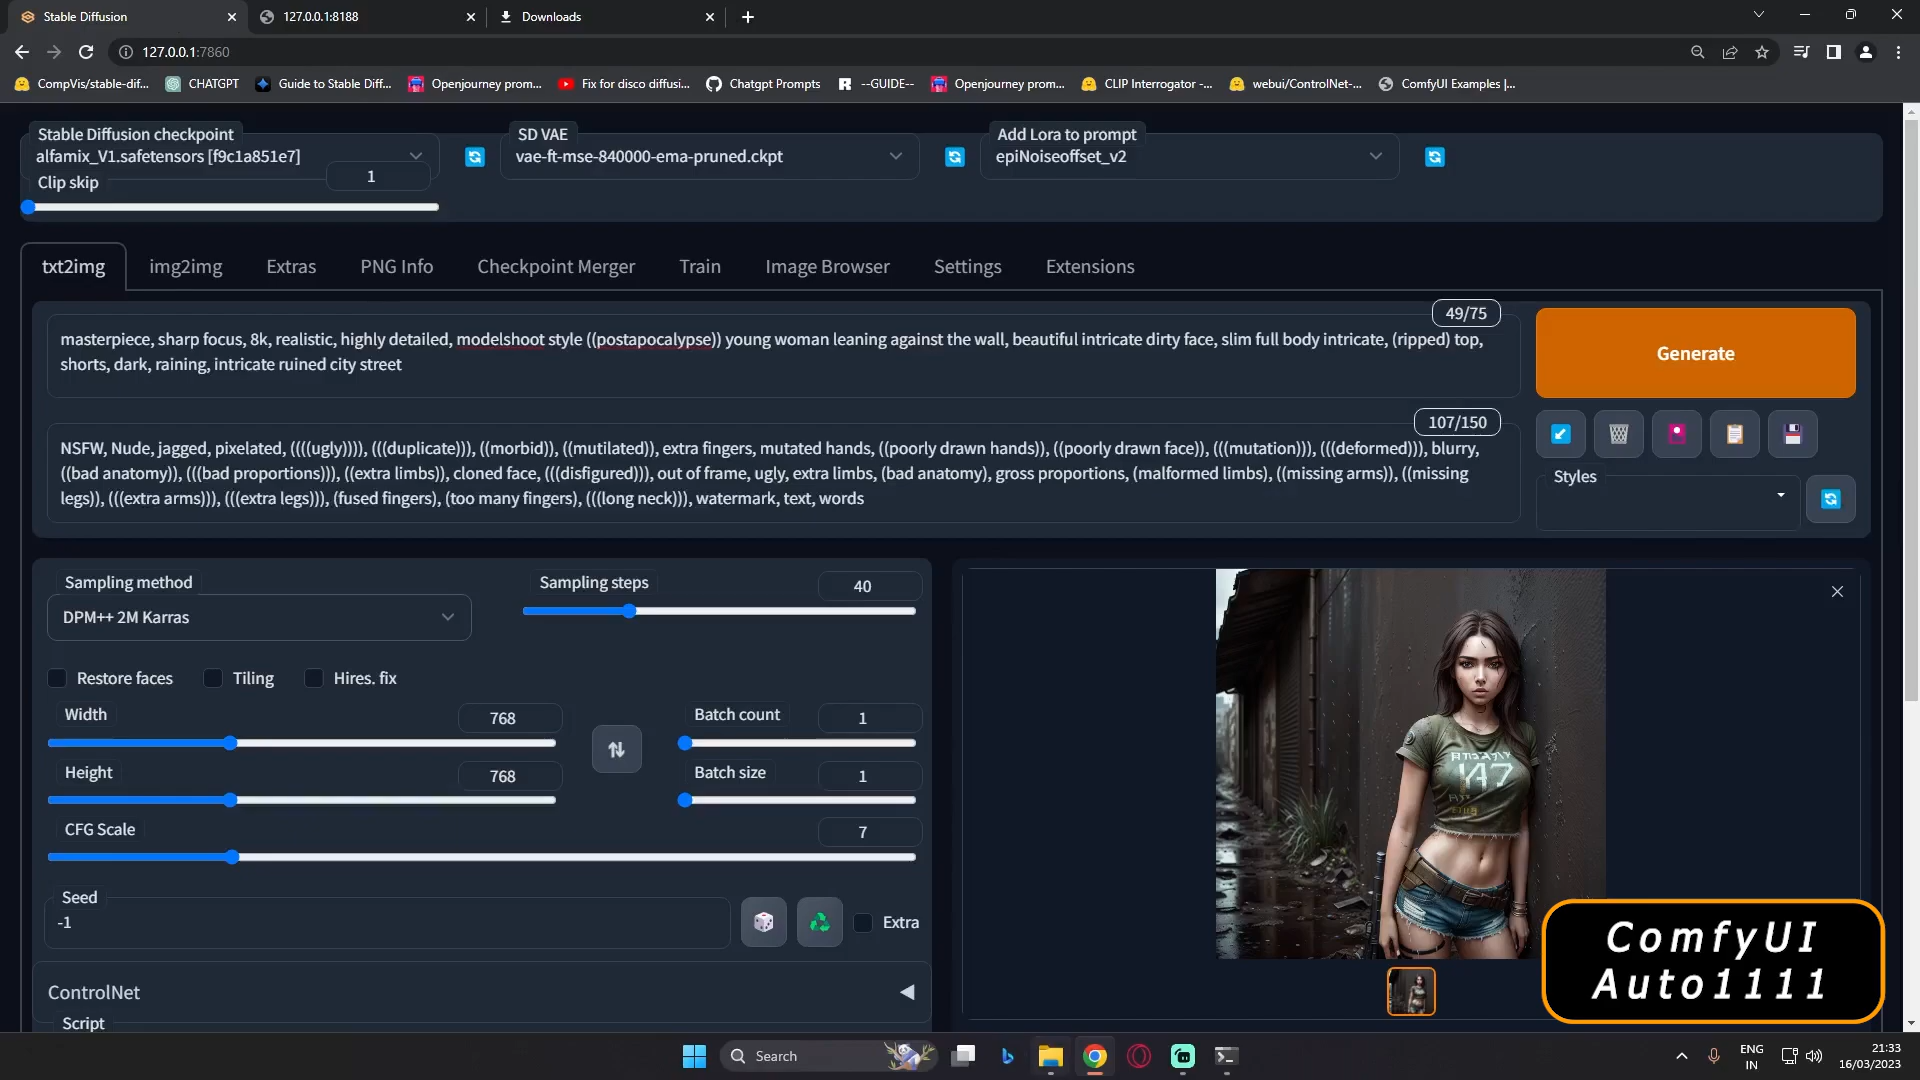 Stable Diffusion
127.0.0.1:8188
Downloads
127.0.0.1:7860
CompVis/stable-dif...
CHATGPT
Guide to Stable Diff...
Openjourney prom...
Fix for disco diffusi...
Chatgpt Prompts
--GUIDE--
Openjourney prom...
CLIP Interrogator -...
webui/ControlNet-...
ComfyUI Examples |...
Stable Diffusion checkpoint
alfamix_V1.safetensors [f9c1a851e7]
SD VAE
vae-ft-mse-840000-ema-pruned.ckpt
Add Lora to prompt
epiNoiseoffset_v2
Clip skip
1
txt2img
img2img
Extras
PNG Info
Checkpoint Merger
Train
Image Browser
Settings
Extensions
49/75
masterpiece, sharp focus, 8k, realistic, highly detailed, modelshoot style ((postapocalypse)) young woman leaning against the wall, beautiful intricate dirty face, slim full body intricate, (ripped) top,
shorts, dark, raining, intricate ruined city street
Generate
107/150
NSFW, Nude, jagged, pixelated, ((((ugly)))), (((duplicate))), ((morbid)), ((mutilated)), extra fingers, mutated hands, ((poorly drawn hands)), ((poorly drawn face)), (((mutation))), (((deformed))), blurry,
((bad anatomy)), (((bad proportions))), ((extra limbs)), cloned face, (((disfigured))), out of frame, ugly, extra limbs, (bad anatomy), gross proportions, (malformed limbs), ((missing arms)), ((missing
legs)), (((extra arms))), (((extra legs))), (fused fingers), (too many fingers), (((long neck))), watermark, text, words
Styles
Sampling method
DPM++ 2M Karras
Sampling steps
40
Restore faces
Tiling
Hires. fix
Width
768
Batch count
1
Height
768
Batch size
1
CFG Scale
7
Seed
-1
Extra
ControlNet
Script
147
ComfyUI
Auto1111
Search
ENG
IN
21:33
16/03/2023